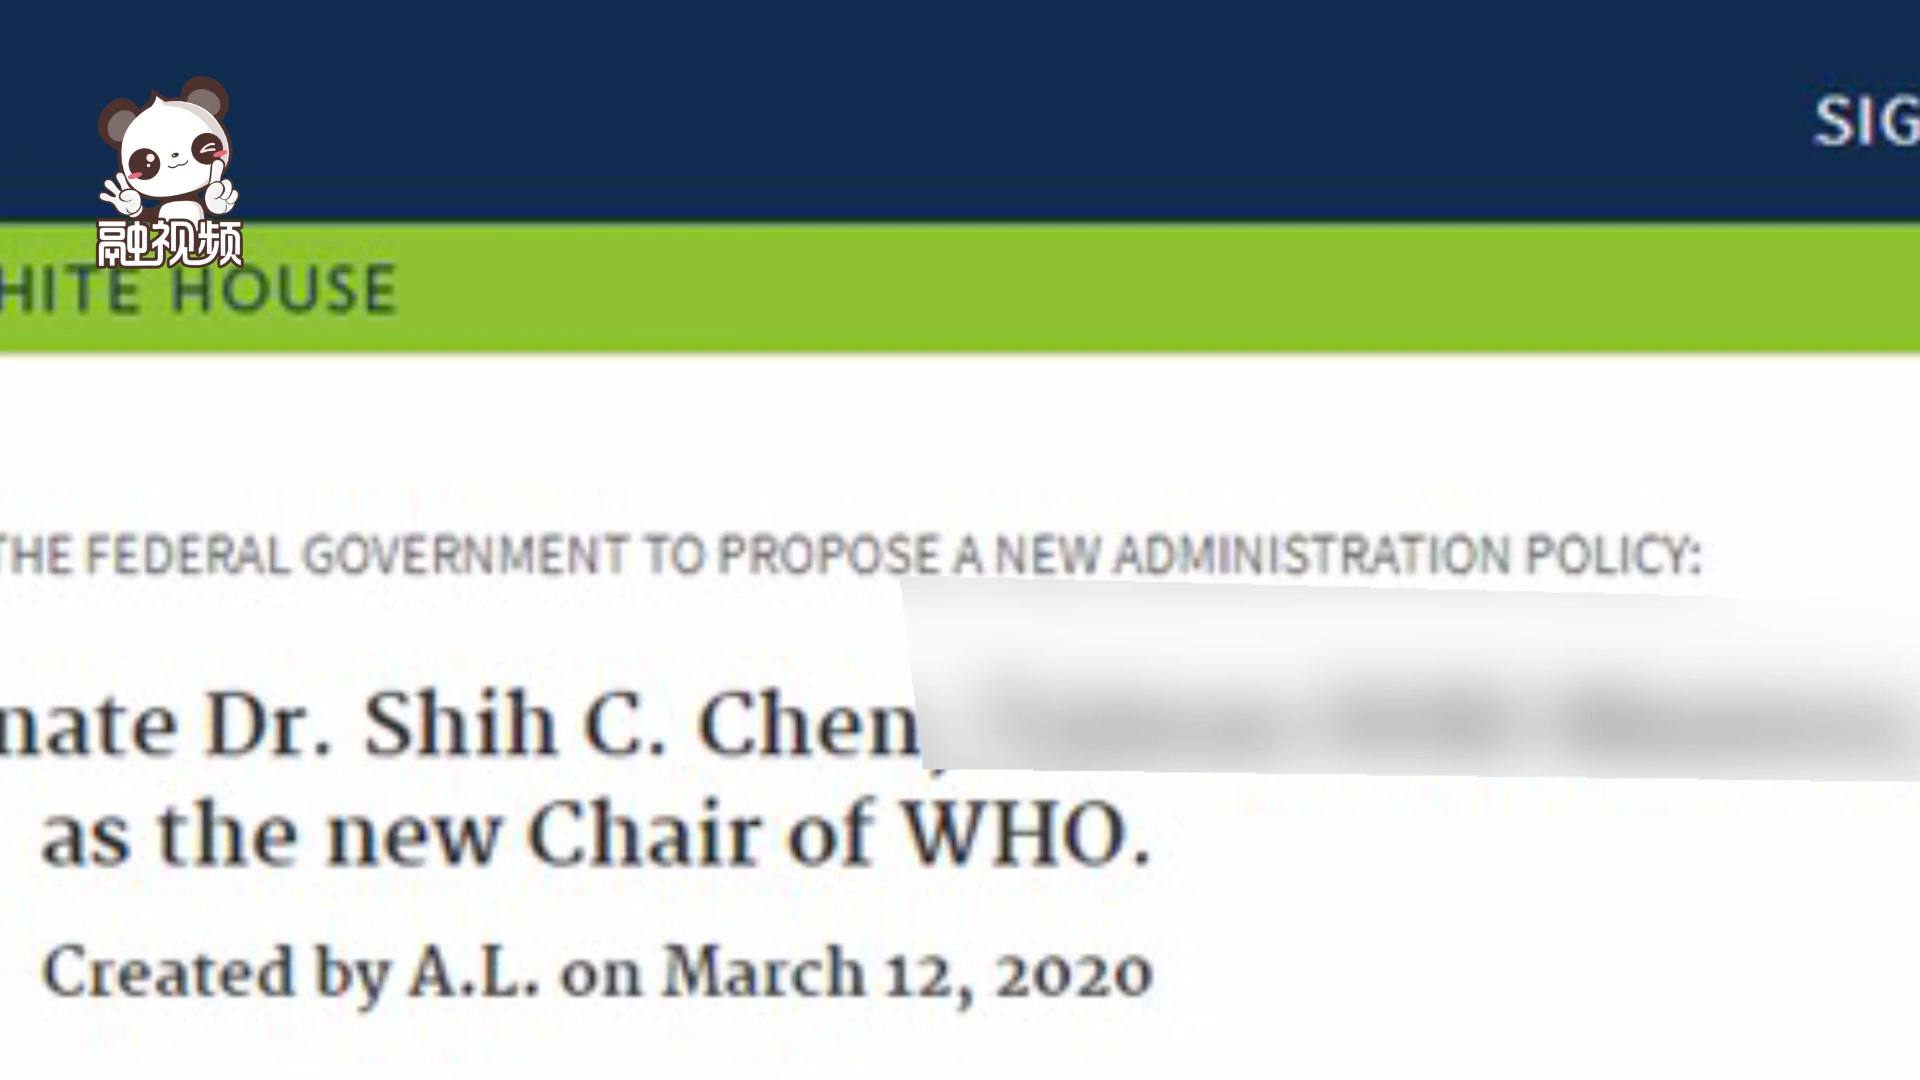 SIG
融视频
HITE HOUSE
THE FEDERAL GOVERNMENT TO PROPOSE A NEW ADMINISTRATION POLICY:
nate Dr. Shih C. Chen,
as the new Chair of WHO.
Created by A.L. on March 12, 2020